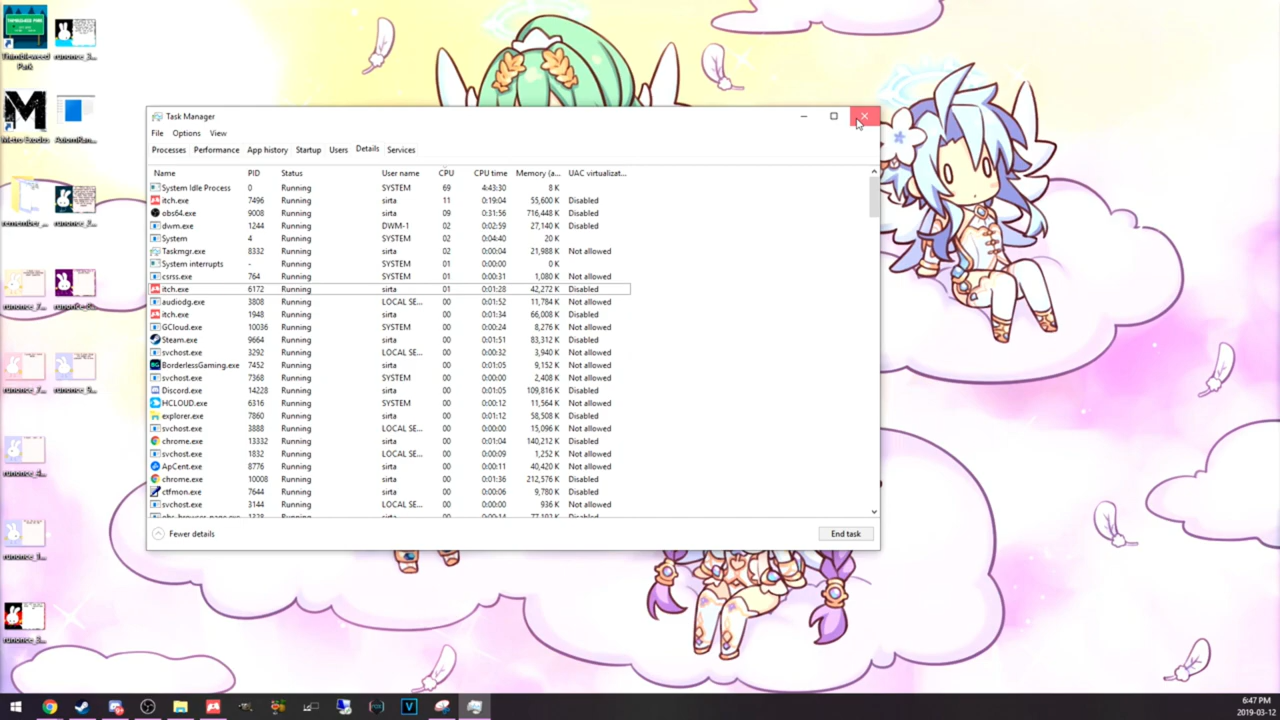 Thimbleweed
Park
runonce_3...
M
Metro Exodus
AxiomRun...
remember_...
runonce_2...
runonce_7...
runonce_...
runonce_7...
runonce_9...
runonce_4...
runonce_1...
runonce_3...
Task Manager
File Options View
Processes Performance App history Startup Users Details Services
Name PID Status User name CPU CPU time Memory (a... UAC virtualizat...
System Idle Process 0 Running SYSTEM 69 4:43:30 8 K
itch.exe 7496 Running sirta 11 0:19:04 55,600 K Disabled
obs64.exe 9008 Running sirta 09 0:31:56 716,448 K Disabled
dwm.exe 1244 Running DWM-1 02 0:02:59 27,140 K Disabled
System 4 Running SYSTEM 02 0:04:40 20 K
Taskmgr.exe 8332 Running sirta 02 0:00:04 21,988 K Not allowed
System interrupts - Running SYSTEM 01 0:00:00 0 K
csrss.exe 764 Running SYSTEM 01 0:00:31 1,080 K Not allowed
itch.exe 6172 Running sirta 01 0:01:28 42,272 K Disabled
audiodg.exe 3808 Running LOCAL SE... 00 0:01:52 11,784 K Not allowed
itch.exe 1948 Running sirta 00 0:01:34 66,008 K Disabled
GCloud.exe 10036 Running SYSTEM 00 0:00:24 8,276 K Not allowed
Steam.exe 9664 Running sirta 00 0:01:51 83,312 K Disabled
svchost.exe 3292 Running LOCAL SE... 00 0:00:32 3,940 K Not allowed
BorderlessGaming.exe 7452 Running sirta 00 0:01:05 9,152 K Not allowed
svchost.exe 7368 Running SYSTEM 00 0:00:00 2,408 K Not allowed
Discord.exe 14228 Running sirta 00 0:01:05 109,816 K Disabled
HCLOUD.exe 6316 Running SYSTEM 00 0:00:12 11,564 K Not allowed
explorer.exe 7860 Running sirta 00 0:01:12 58,508 K Disabled
svchost.exe 3888 Running LOCAL SE... 00 0:00:00 15,096 K Not allowed
chrome.exe 13332 Running sirta 00 0:01:04 140,212 K Disabled
svchost.exe 1832 Running LOCAL SE... 00 0:00:09 1,252 K Not allowed
ApCent.exe 8776 Running sirta 00 0:00:11 40,420 K Not allowed
chrome.exe 10008 Running sirta 00 0:01:36 212,576 K Disabled
ctfmon.exe 7644 Running sirta 00 0:00:06 9,780 K Disabled
svchost.exe 3144 Running LOCAL SE... 00 0:00:00 936 K Not allowed
Fewer details
End task
6:47 PM
2019-03-12